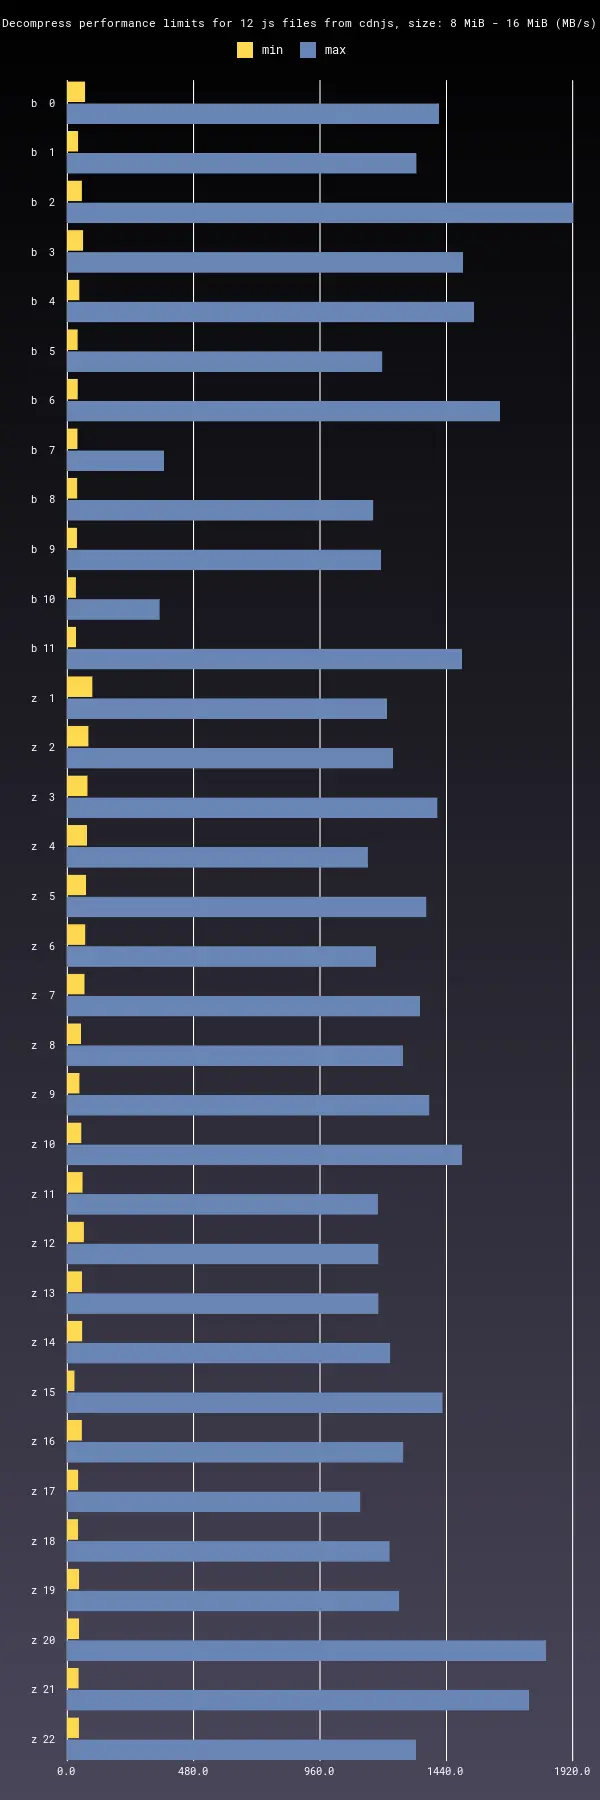 Decompress performance limits for 12 js files from cdnjs, size: 8 MiB - 16 MiB (MB/s)
min max
b 0
b 1
b 2
b 3
b 4
b 5
b 6
b 7
b 8
b 9
b 10
b 11
z 1
z 2
z 3
z 4
z 5
z 6
z 7
z 8
z 9
z 10
z 11
z 12
z 13
z 14
z 15
z 16
z 17
z 18
z 19
z 20
z 21
z 22
0.0 480.0 960.0 1440.0 1920.0